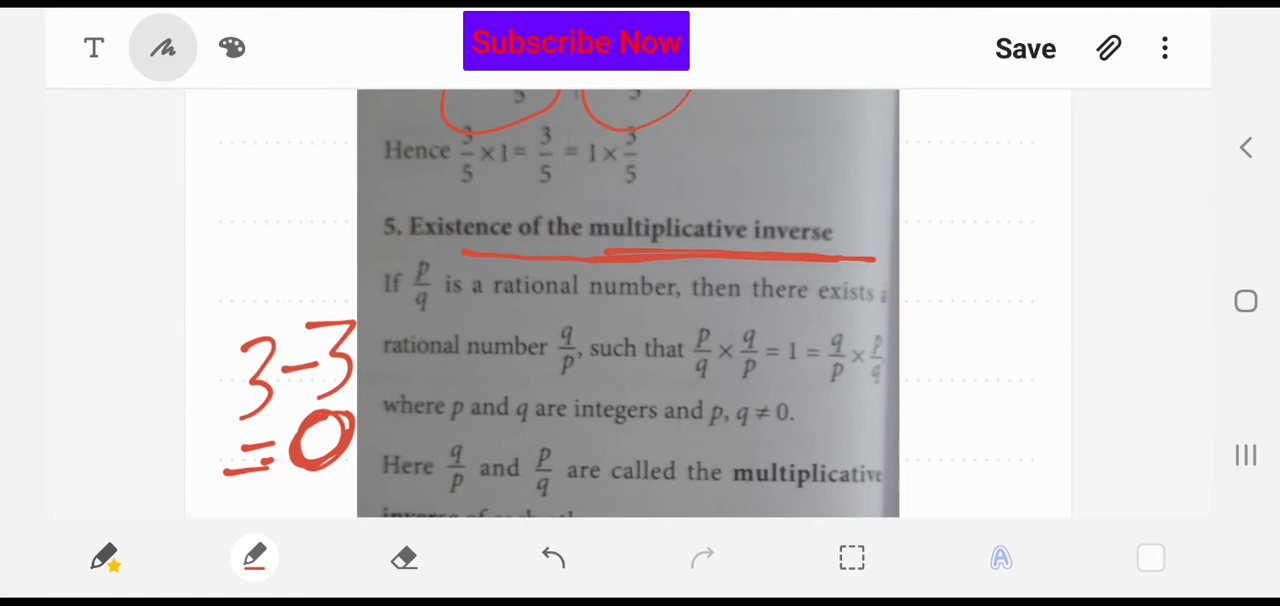 T
Subscribe Now
Save
Hence 3/5 × 1 = 3/5 = 1 × 3/5
5. Existence of the multiplicative inverse
If p/q is a rational number, then there exists a
rational number q/p, such that p/q × q/p = 1 = q/p × p/q
where p and q are integers and p, q ≠ 0.
Here q/p and p/q are called the multiplicative
3-3
=0
A